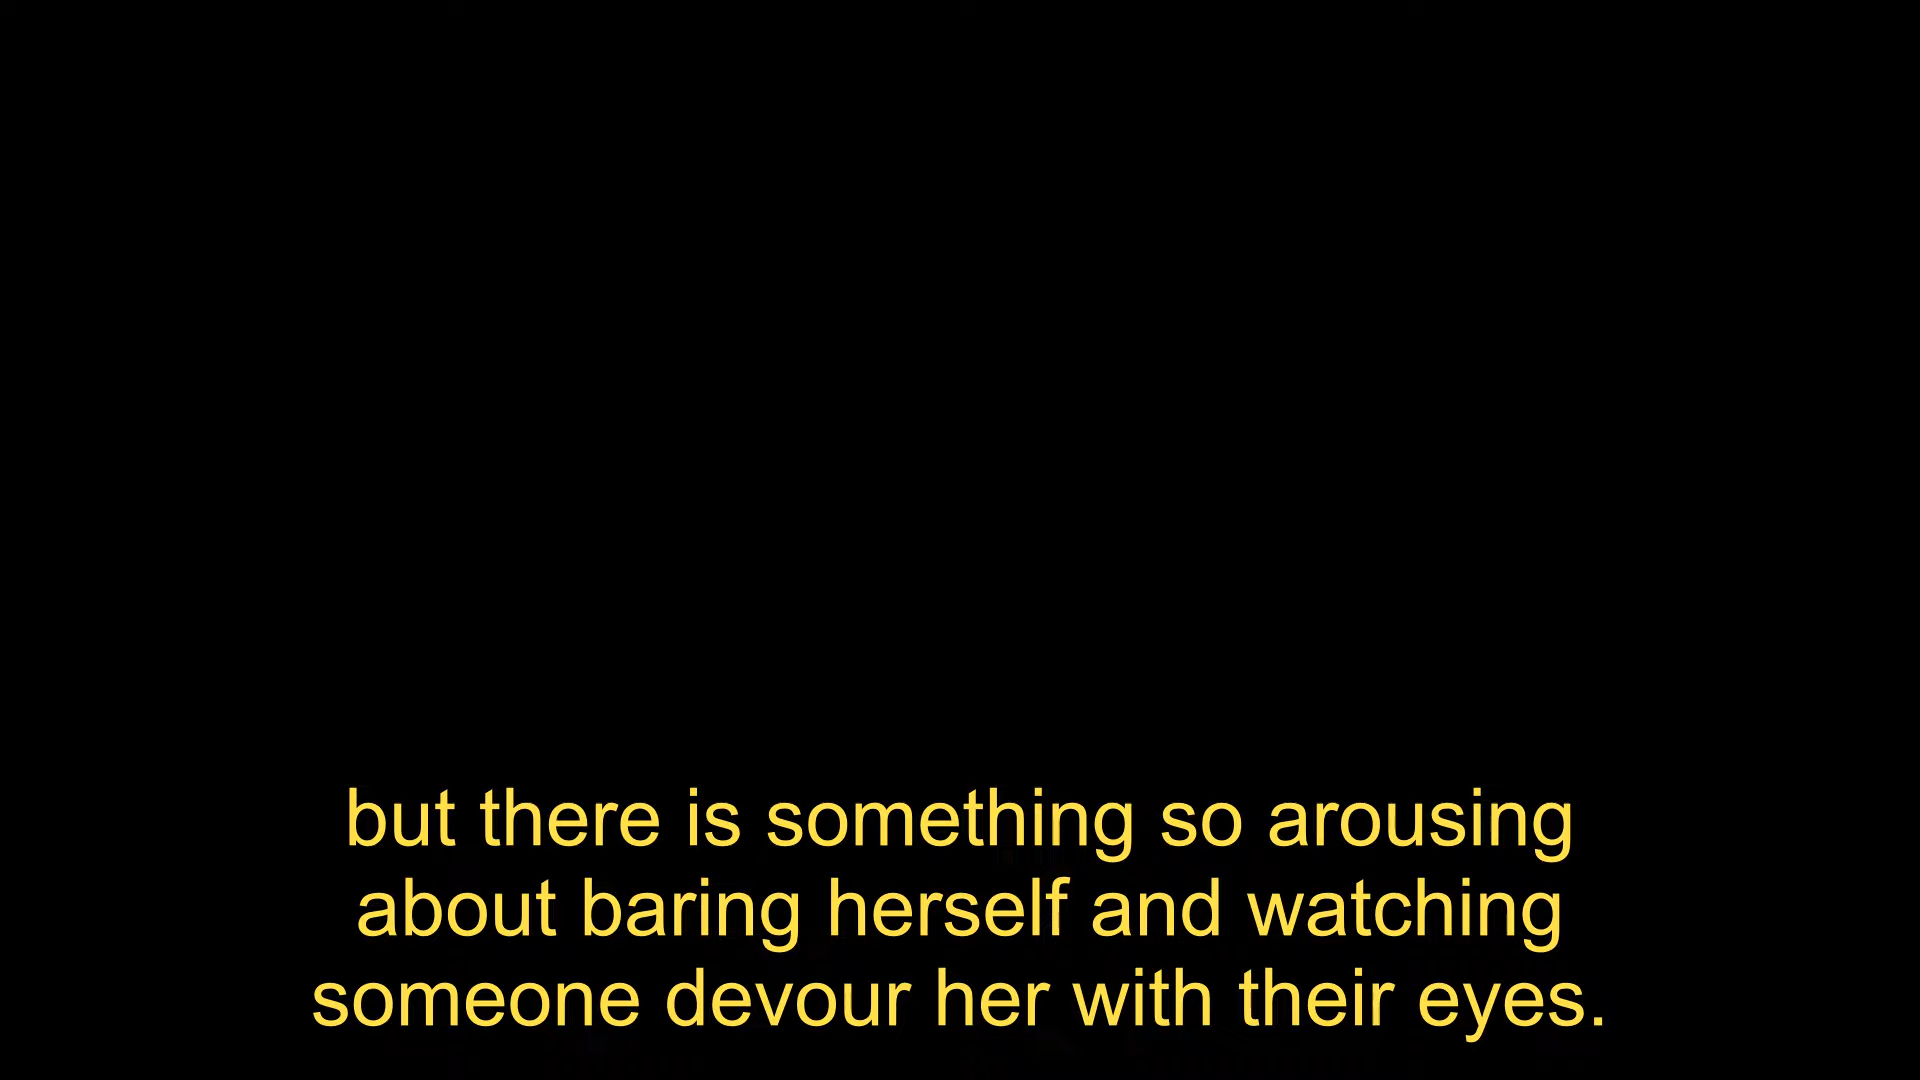 but there is something so arousing
about baring herself and watching
someone devour her with their eyes.